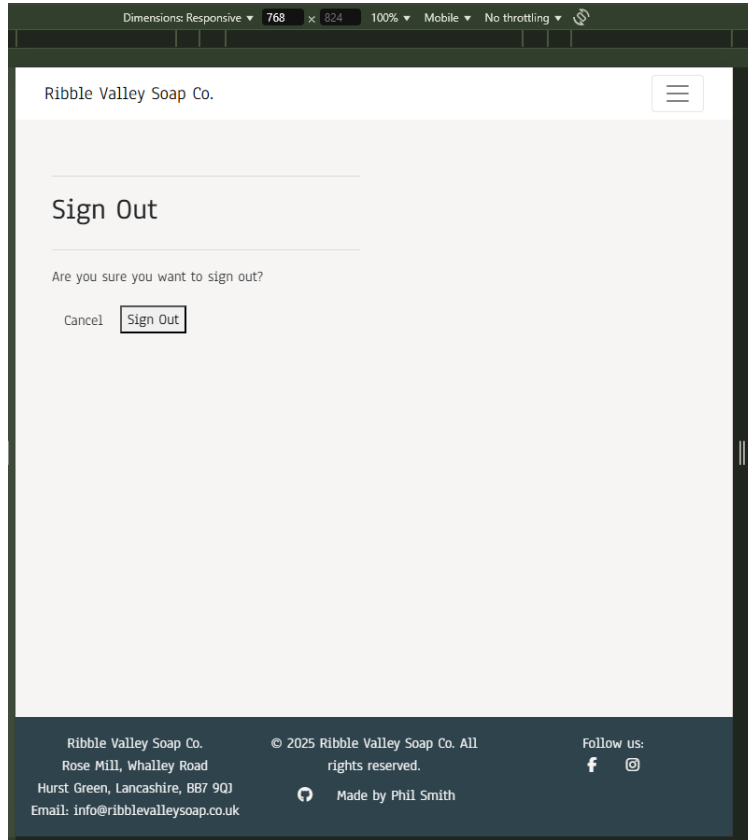 Dimensions: Responsive ▼ 768 × 824 100% ▼ Mobile ▼ No throttling ▼
Ribble Valley Soap Co.
Sign Out
Are you sure you want to sign out?
Cancel Sign Out
Ribble Valley Soap Co.
Rose Mill, Whalley Road
Hurst Green, Lancashire, BB7 9QJ
Email: info@ribblevalleysoap.co.uk
© 2025 Ribble Valley Soap Co. All
rights reserved.
Made by Phil Smith
Follow us: